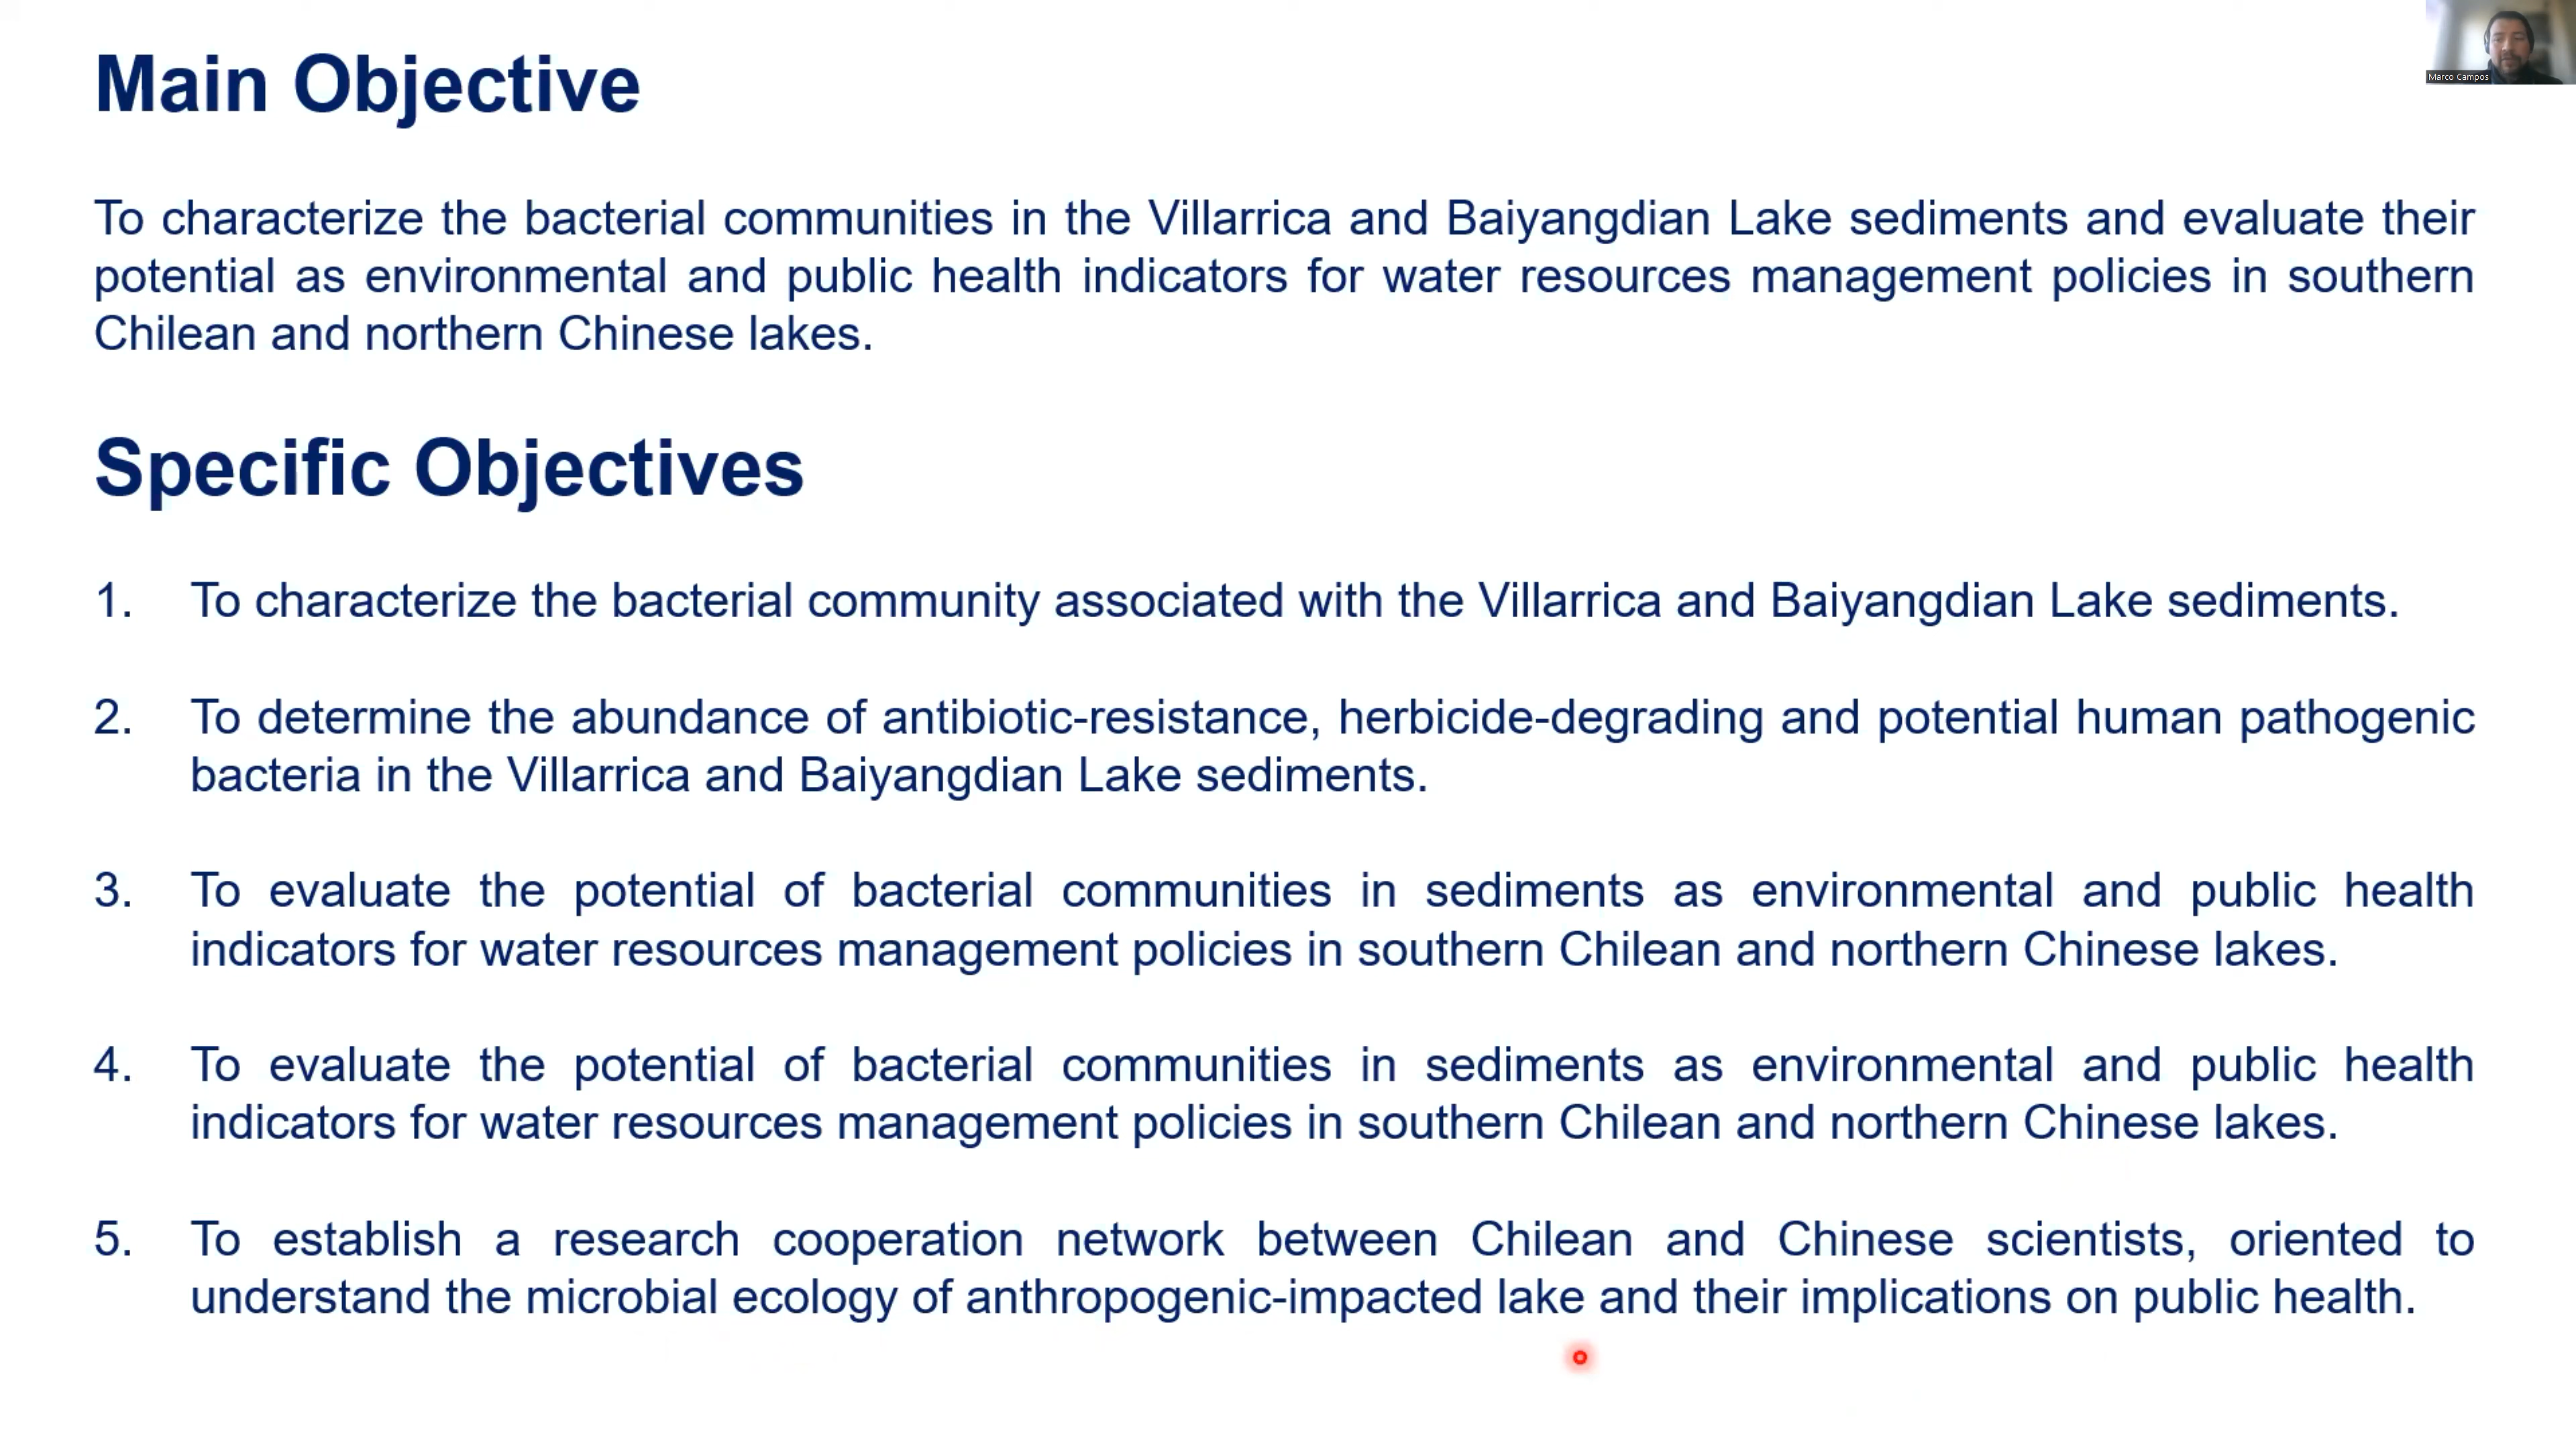 Main Objective
Marco Campos
To characterize the bacterial communities in the Villarrica and Baiyangdian Lake sediments and evaluate their
potential as environmental and public health indicators for water resources management policies in southern
Chilean and northern Chinese lakes.
Specific Objectives
1. To characterize the bacterial community associated with the Villarrica and Baiyangdian Lake sediments.
2. To determine the abundance of antibiotic-resistance, herbicide-degrading and potential human pathogenic
bacteria in the Villarrica and Baiyangdian Lake sediments.
3. To evaluate the potential of bacterial communities in sediments as environmental and public health
indicators for water resources management policies in southern Chilean and northern Chinese lakes.
4. To evaluate the potential of bacterial communities in sediments as environmental and public health
indicators for water resources management policies in southern Chilean and northern Chinese lakes.
5. To establish a research cooperation network between Chilean and Chinese scientists, oriented to
understand the microbial ecology of anthropogenic-impacted lake and their implications on public health.